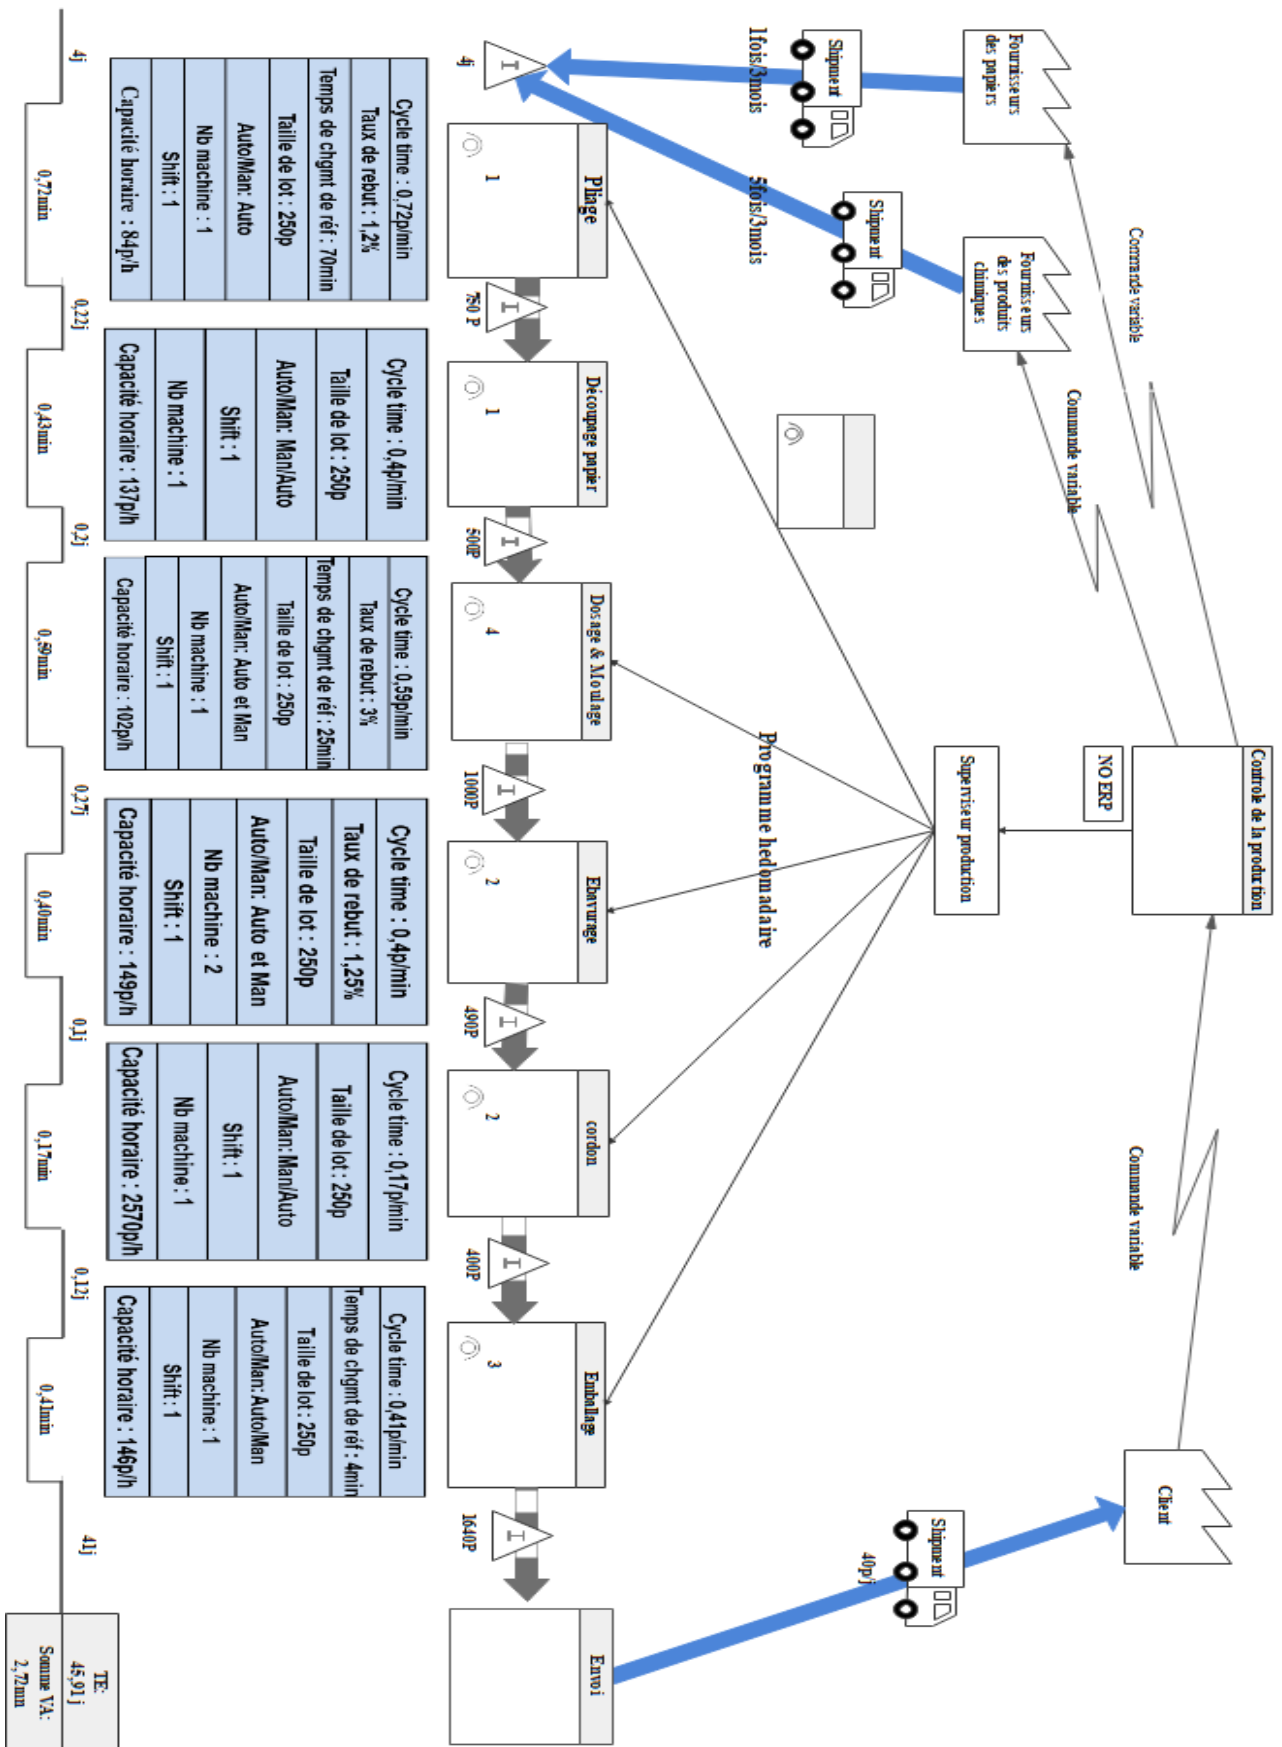 Fournisseurs
des papiers
Fournisseurs
des produits
chimiques
Commande variable
Commande variable
Controle de la prodution
NO ERP
Commande variable
Client
Shipment
1fois/3mois
Shipment
5fois/3mois
Superviseur production
Programme hedomadaire
Shipment
40p/j
I
4j
Pliage
1
I
750 P
Découpage papier
1
I
500P
Dosage & Moulage
4
I
1000P
Ebavurage
2
I
490P
cordon
2
I
400P
Emballage
3
I
1640P
Envoi
Cycle time : 0,72p/min
Taux de rebut : 1,2%
Temps de chgmt de réf : 70min
Taille de lot : 250p
Auto/Man: Auto
Nb machine : 1
Shift : 1
Capacité horaire : 84p/h
Cycle time : 0,4p/min
Taille de lot : 250p
Auto/Man: Man/Auto
Shift : 1
Nb machine : 1
Capacité horaire : 137p/h
Cycle time : 0,59p/min
Taux de rebut : 3%
Temps de chgmt de réf : 25min
Taille de lot : 250p
Auto/Man: Auto et Man
Nb machine : 1
Shift : 1
Capacité horaire : 102p/h
Cycle time : 0,4p/min
Taux de rebut : 1,25%
Taille de lot : 250p
Auto/Man: Auto et Man
Nb machine : 2
Shift : 1
Capacité horaire : 149p/h
Cycle time : 0,17p/min
Taille de lot : 250p
Auto/Man: Man/Auto
Shift : 1
Nb machine : 1
Capacité horaire : 2570p/h
Cycle time : 0,41p/min
Temps de chgmt de réf : 4min
Taille de lot : 250p
Auto/Man: Auto/Man
Nb machine : 1
Shift : 1
Capacité horaire : 146p/h
4j
0,72min
0,22j
0,43min
0,2j
0,59min
0,27j
0,40min
0,1j
0,17min
0,12j
0,41min
41j
TE:
45,91 j
Somme VA:
2,72mn